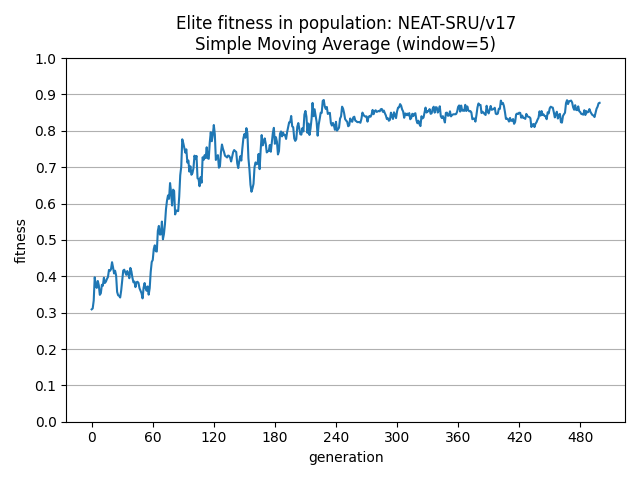 Elite fitness in population: NEAT-SRU/v17
Simple Moving Average (window=5)
1.0
0.9
0.8
0.7
0.6
0.5
0.4
0.3
0.2
0.1
0.0
fitness
0 60 120 180 240 300 360 420 480
generation